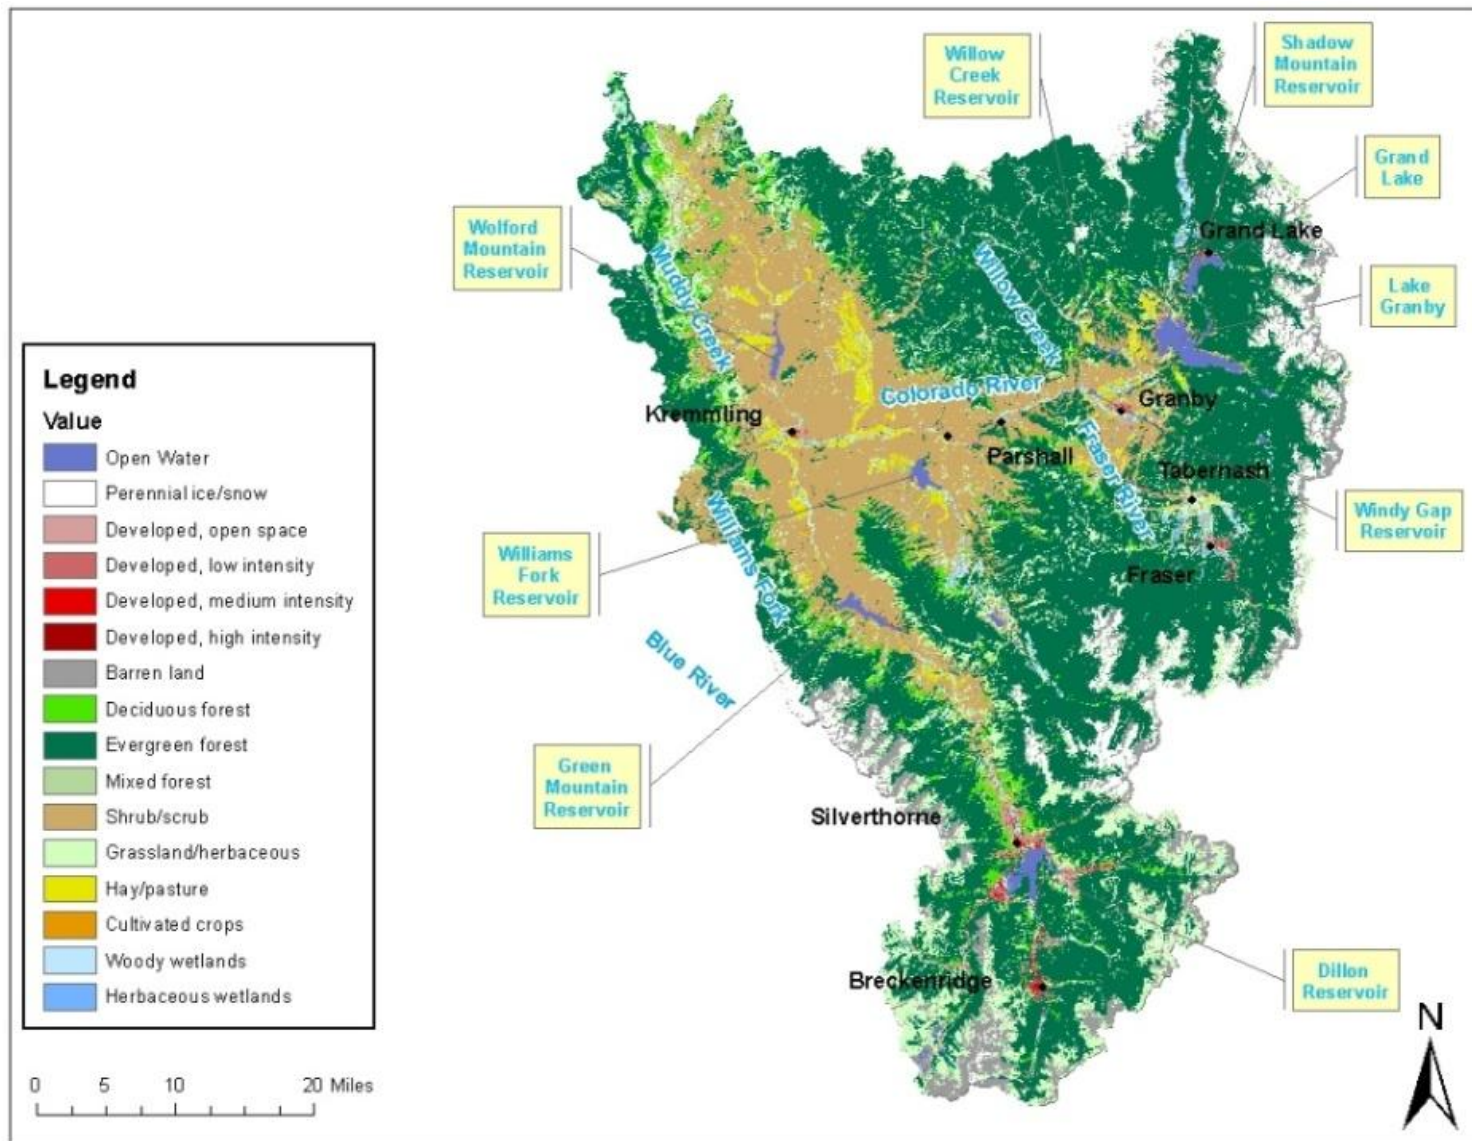 Willow
Creek
Reservoir
Shadow
Mountain
Reservoir
Grand
Lake
Wolford
Mountain
Reservoir
Grand Lake
Muddy Creek
Willow Creek
Lake
Granby
Colorado River
Granby
Kremmling
Parshall
Fraser River
Tabernash
Windy Gap
Reservoir
Williams Fork
Williams
Fork
Reservoir
Fraser
Blue River
Green
Mountain
Reservoir
Silverthorne
Breckenridge
Dillon
Reservoir
Legend
Value
Open Water
Perennial ice/snow
Developed, open space
Developed, low intensity
Developed, medium intensity
Developed, high intensity
Barren land
Deciduous forest
Evergreen forest
Mixed forest
Shrub/scrub
Grassland/herbaceous
Hay/pasture
Cultivated crops
Woody wetlands
Herbaceous wetlands
0 5 10 20 Miles
N